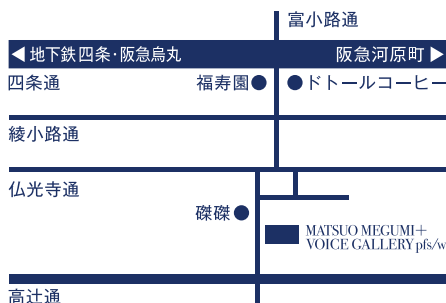 富小路通
◀ 地下鉄四条・阪急烏丸
阪急河原町 ▶
四条通
福寿園●
●ドトールコーヒー
綾小路通
仏光寺通
磔磔●
MATSUO MEGUMI+
VOICE GALLERY pfs/w
高辻通